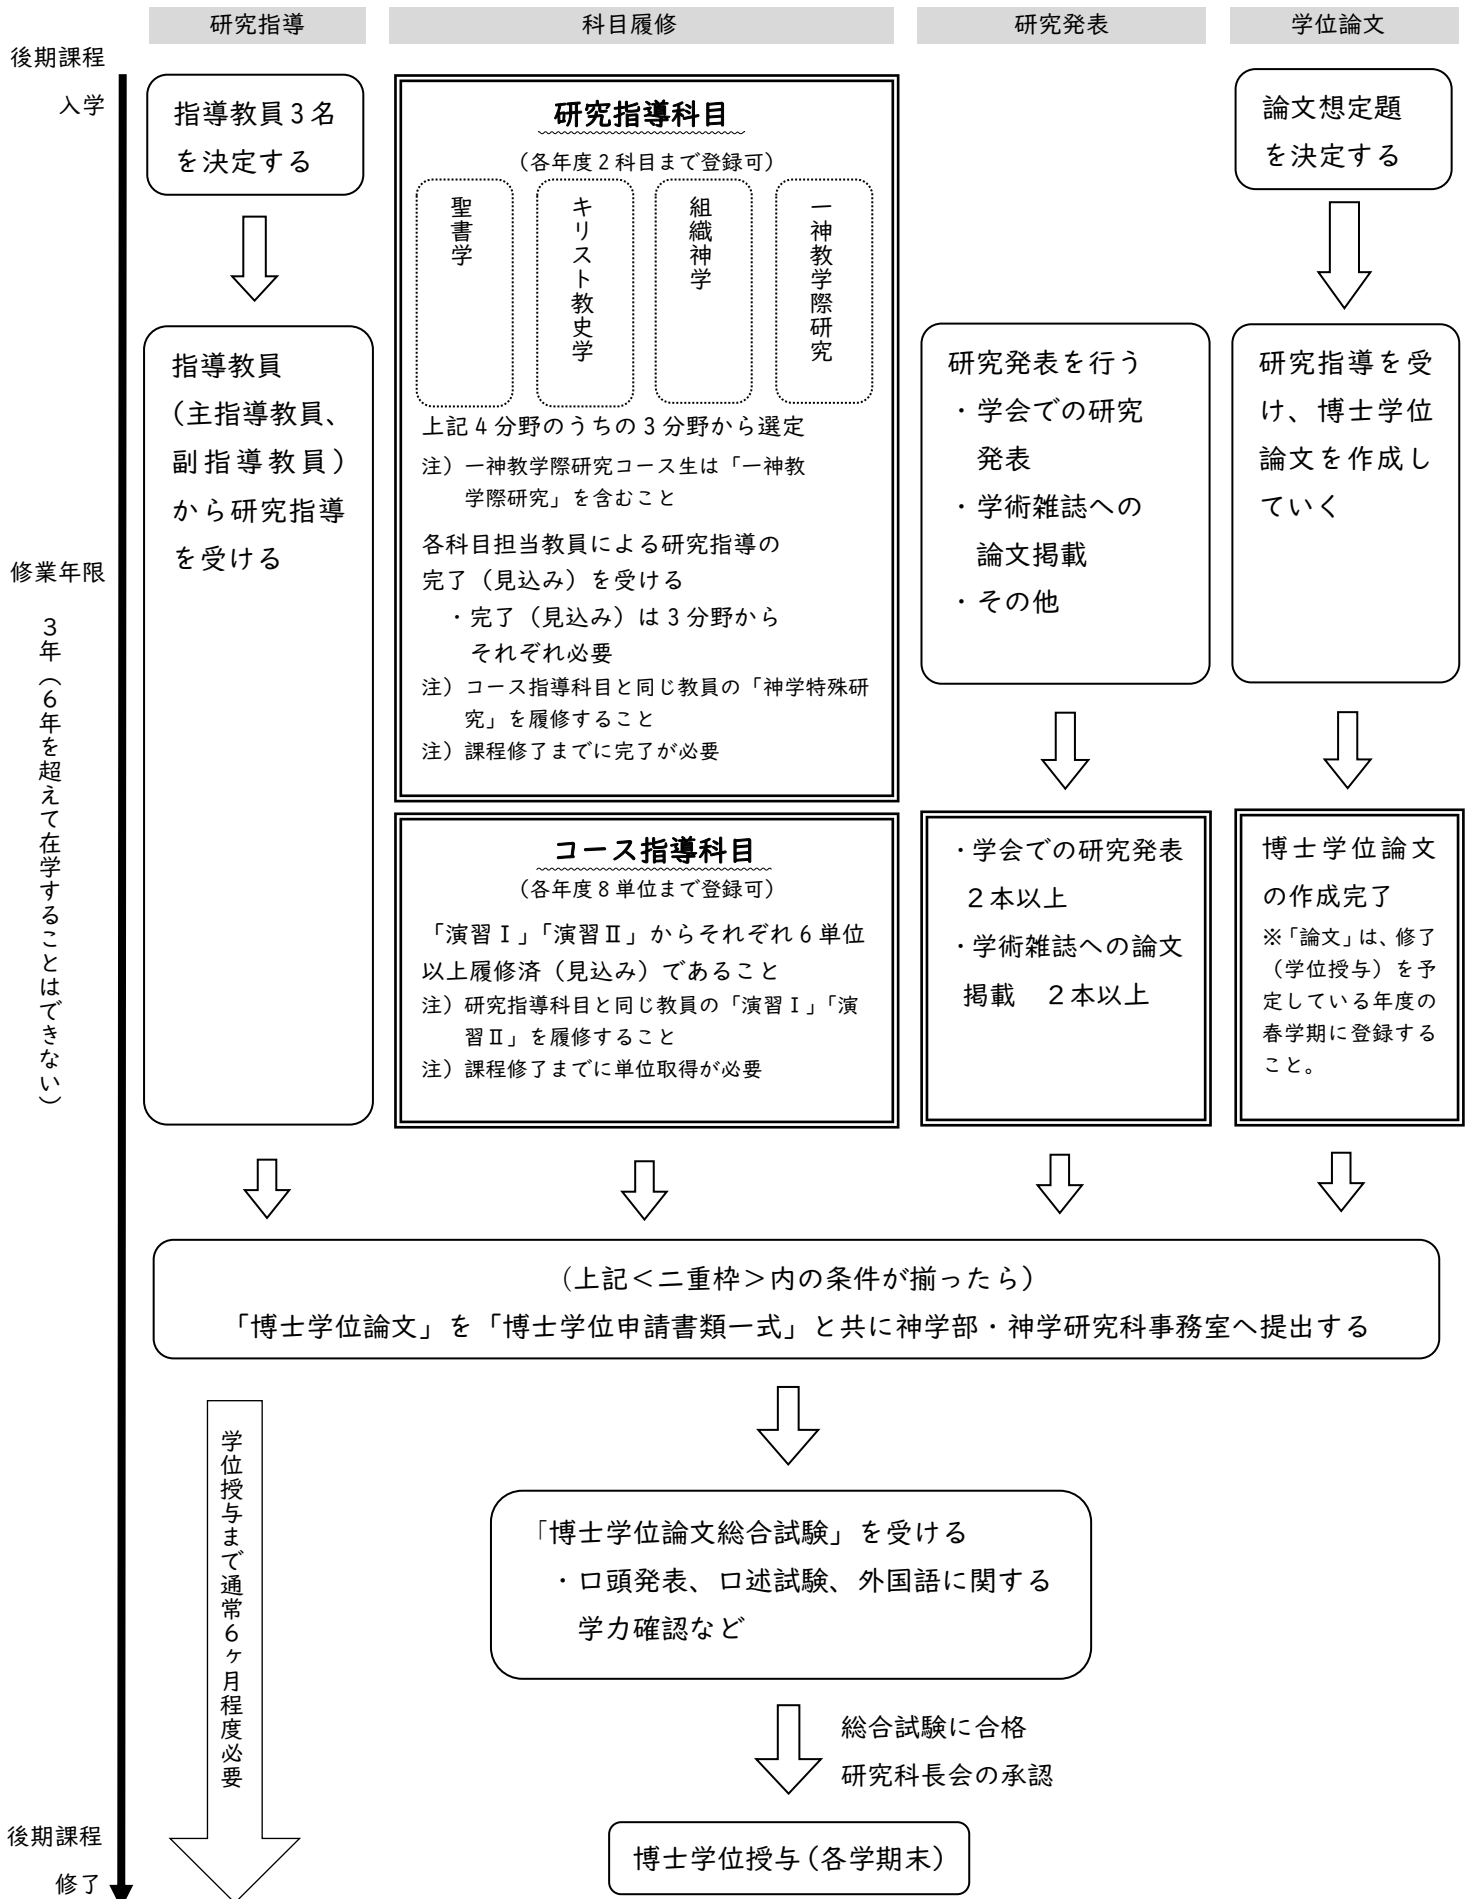 研究指導
科目履修
研究発表
学位論文
後期課程
入学
指導教員3名
を決定する
研究指導科目
（各年度2科目まで登録可）
聖書学
キリスト教史学
組織神学
一神教学際研究
上記4分野のうちの3分野から選定
注）一神教学際研究コース生は「一神教
学際研究」を含むこと
各科目担当教員による研究指導の
完了（見込み）を受ける
・完了（見込み）は3分野から
それぞれ必要
注）コース指導科目と同じ教員の「神学特殊研
究」を履修すること
注）課程修了までに完了が必要
論文想定題
を決定する
指導教員
（主指導教員、
副指導教員）
から研究指導
を受ける
研究発表を行う
・学会での研究
発表
・学術雑誌への
論文掲載
・その他
研究指導を受
け、博士学位
論文を作成し
ていく
修業年限
3年（6年を超えて在学することはできない）
コース指導科目
（各年度8単位まで登録可）
「演習Ⅰ」「演習Ⅱ」からそれぞれ6単位
以上履修済（見込み）であること
注）研究指導科目と同じ教員の「演習Ⅰ」「演
習Ⅱ」を履修すること
注）課程修了までに単位取得が必要
・学会での研究発表
2本以上
・学術雑誌への論文
掲載　2本以上
博士学位論文
の作成完了
※「論文」は、修了
（学位授与）を予
定している年度の
春学期に登録する
こと。
（上記＜二重枠＞内の条件が揃ったら）
「博士学位論文」を「博士学位申請書類一式」と共に神学部・神学研究科事務室へ提出する
学位授与まで通常6ヶ月程度必要
「博士学位論文総合試験」を受ける
・口頭発表、口述試験、外国語に関する
学力確認など
総合試験に合格
研究科長会の承認
後期課程
修了
博士学位授与（各学期末）